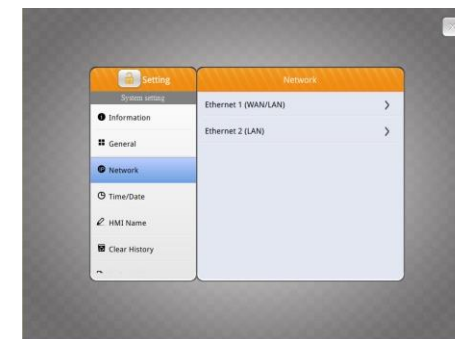 Setting
System setting
Information
General
Network
Time/Date
HMI Name
Clear History
Network
Ethernet 1 (WAN/LAN)
Ethernet 2 (LAN)